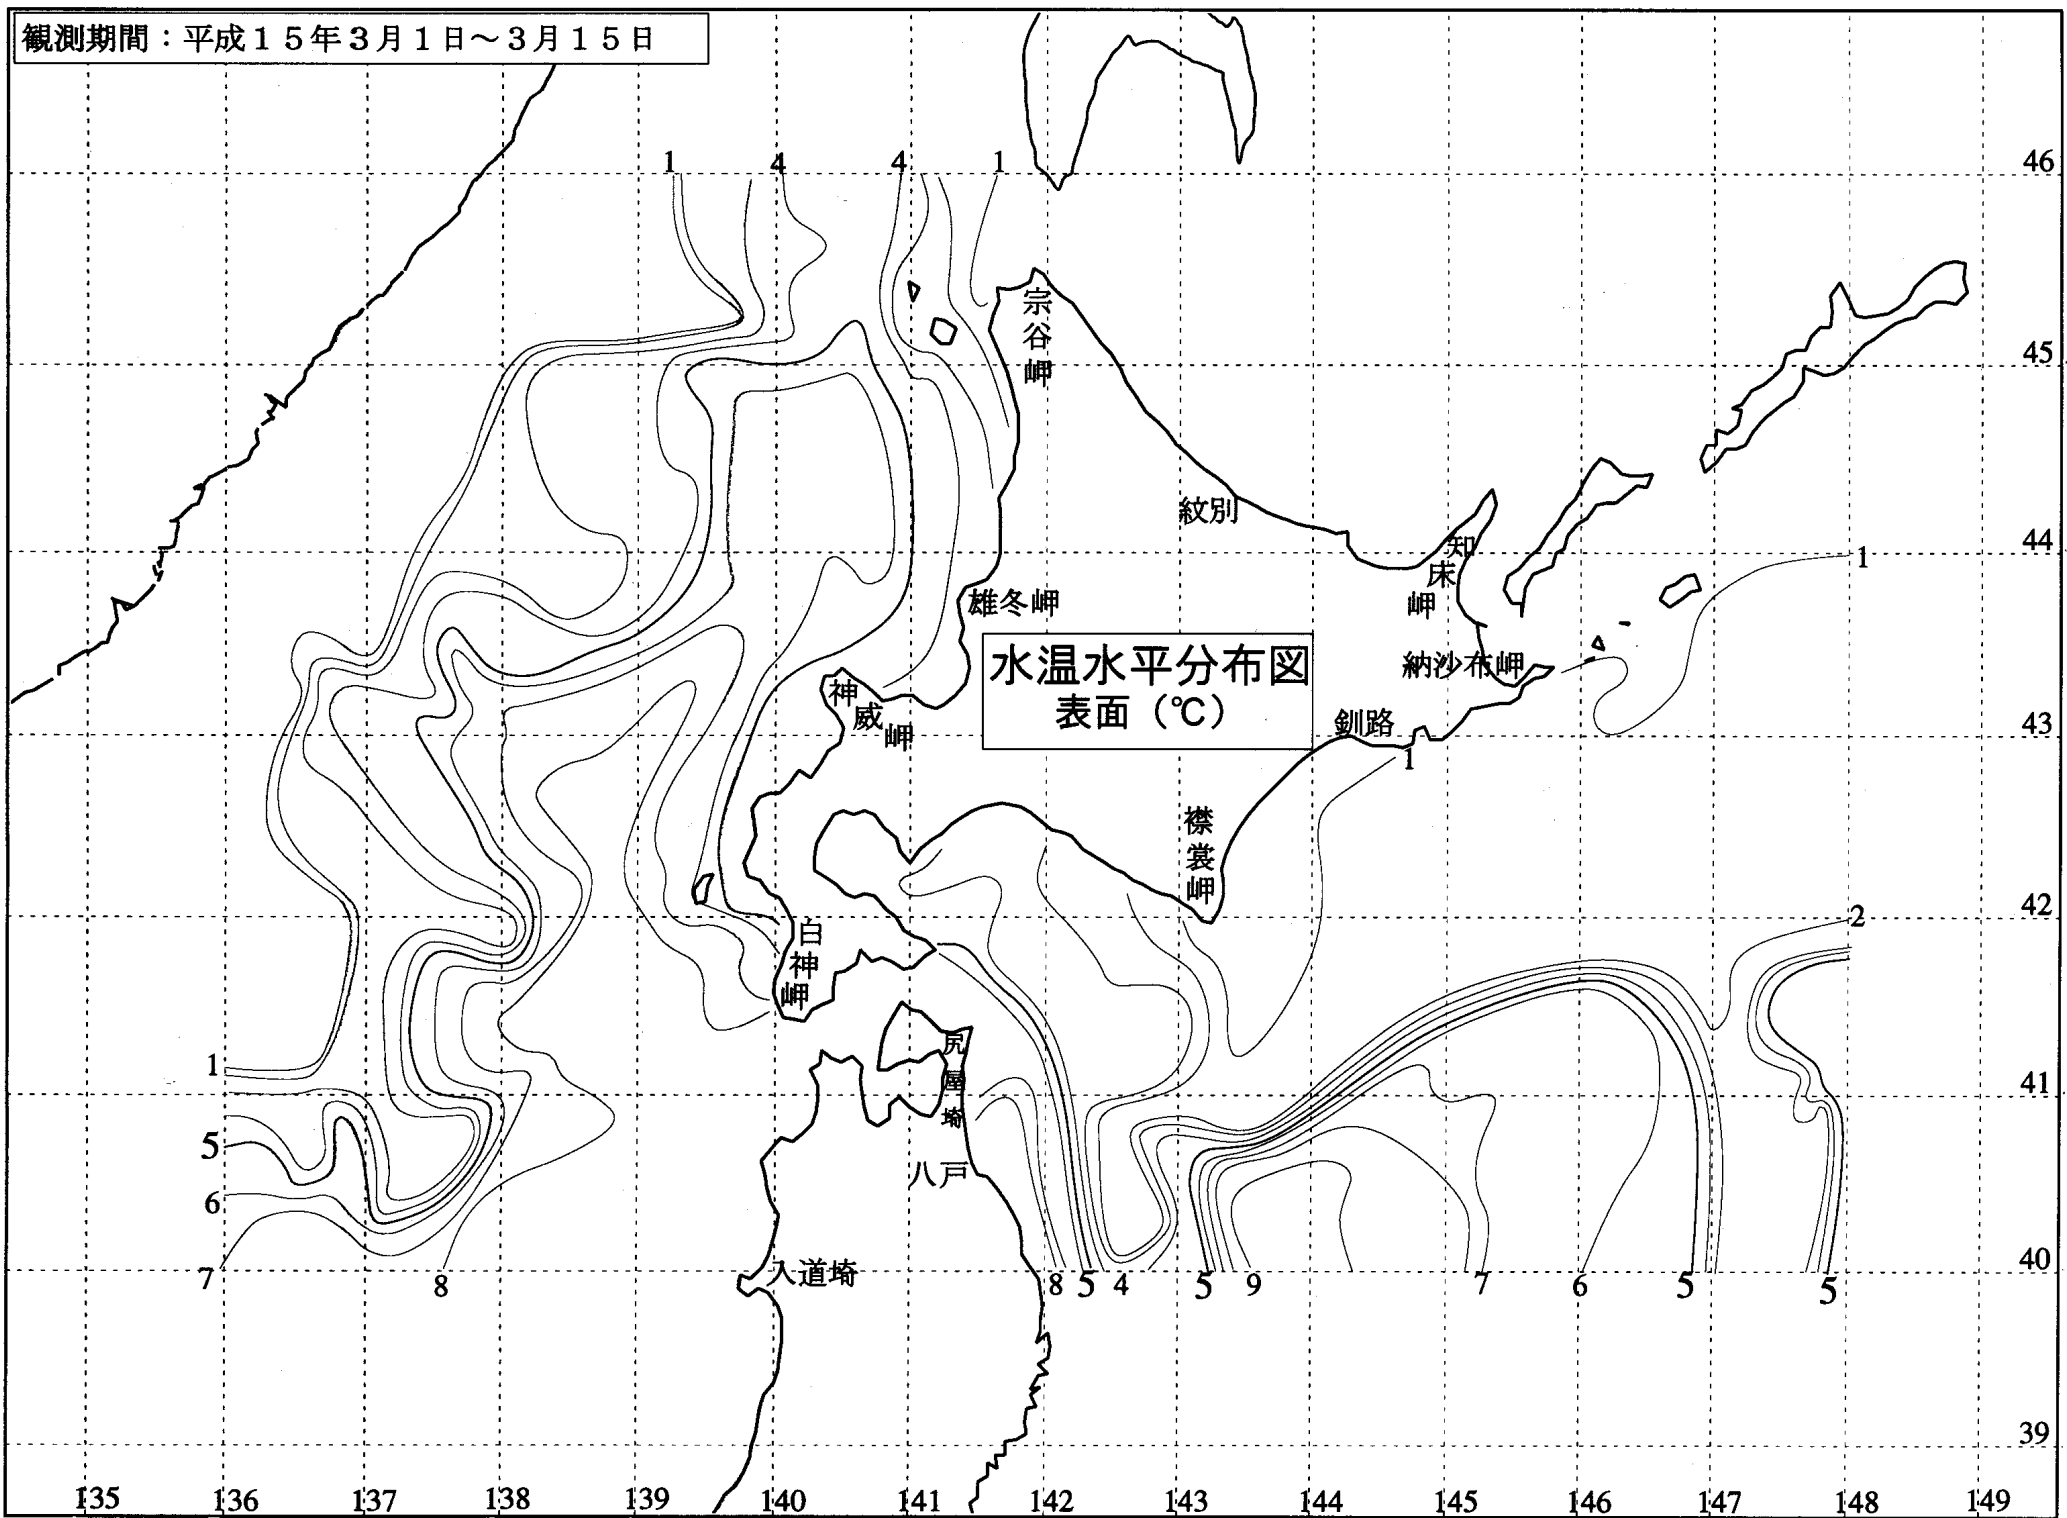 観測期間：平成１５年３月１日～３月１５日
1 4 4 1
46
宗谷岬
45
紋別
44
知床岬
1
雄冬岬
水温水平分布図
表面（℃）
納沙布岬
神威岬
釧路
43
1
襟裳岬
42
2
白神岬
尻屋埼
1
41
5
八戸
6
入道埼
40
7 8 8 5 4 5 9 7 6 5 5
39
135 136 137 138 139 140 141 142 143 144 145 146 147 148 149